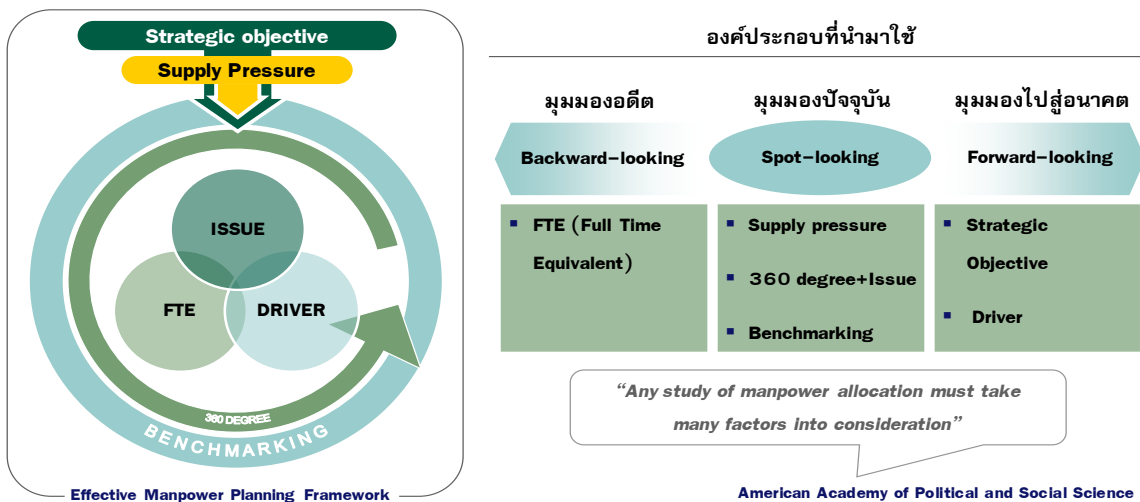 Strategic objective
Supply Pressure
ISSUE
FTE
DRIVER
360 DEGREE
BENCHMARKING
Effective Manpower Planning Framework
องค์ประกอบที่นำมาใช้
มุมมองอดีต
Backward-looking
▪ FTE (Full Time
Equivalent)
มุมมองปัจจุบัน
Spot-looking
▪ Supply pressure
▪ 360 degree+Issue
▪ Benchmarking
มุมมองไปสู่อนาคต
Forward-looking
▪ Strategic
Objective
▪ Driver
“Any study of manpower allocation must take
many factors into consideration”
American Academy of Political and Social Science